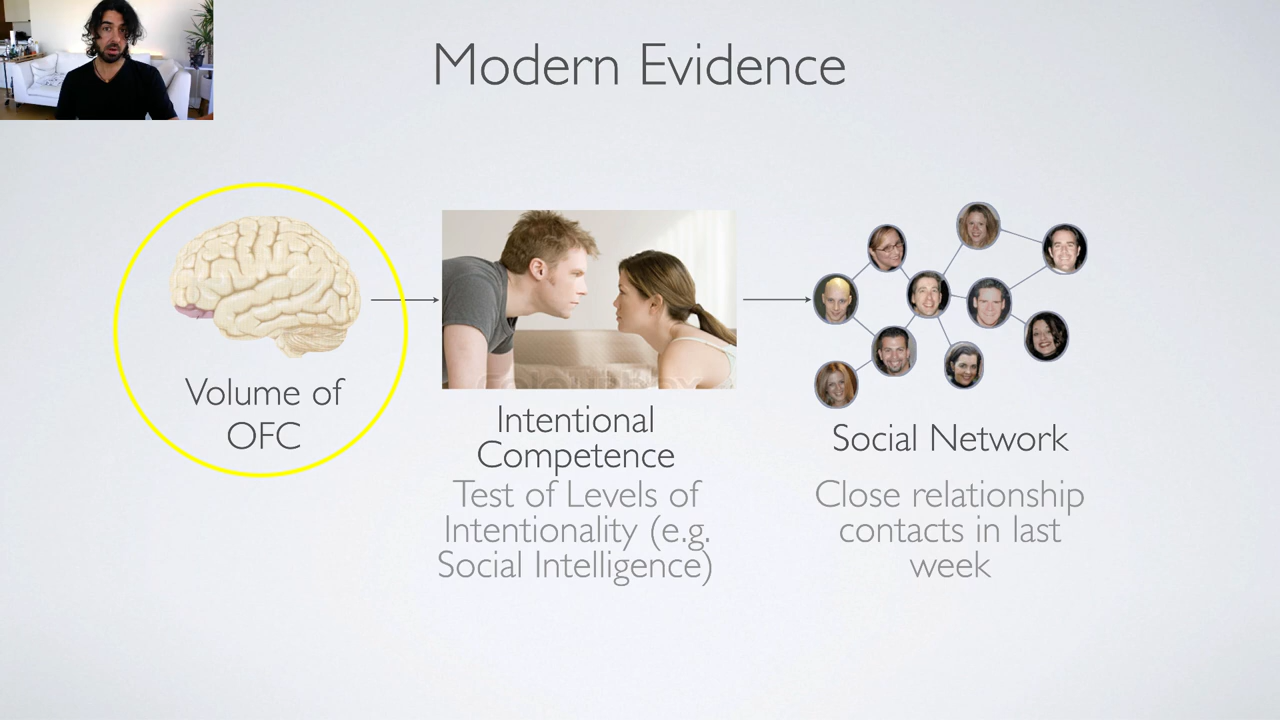 Modern Evidence
Volume of
OFC
Intentional
Competence
Test of Levels of
Intentionality (e.g.
Social Intelligence)
Social Network
Close relationship
contacts in last
week